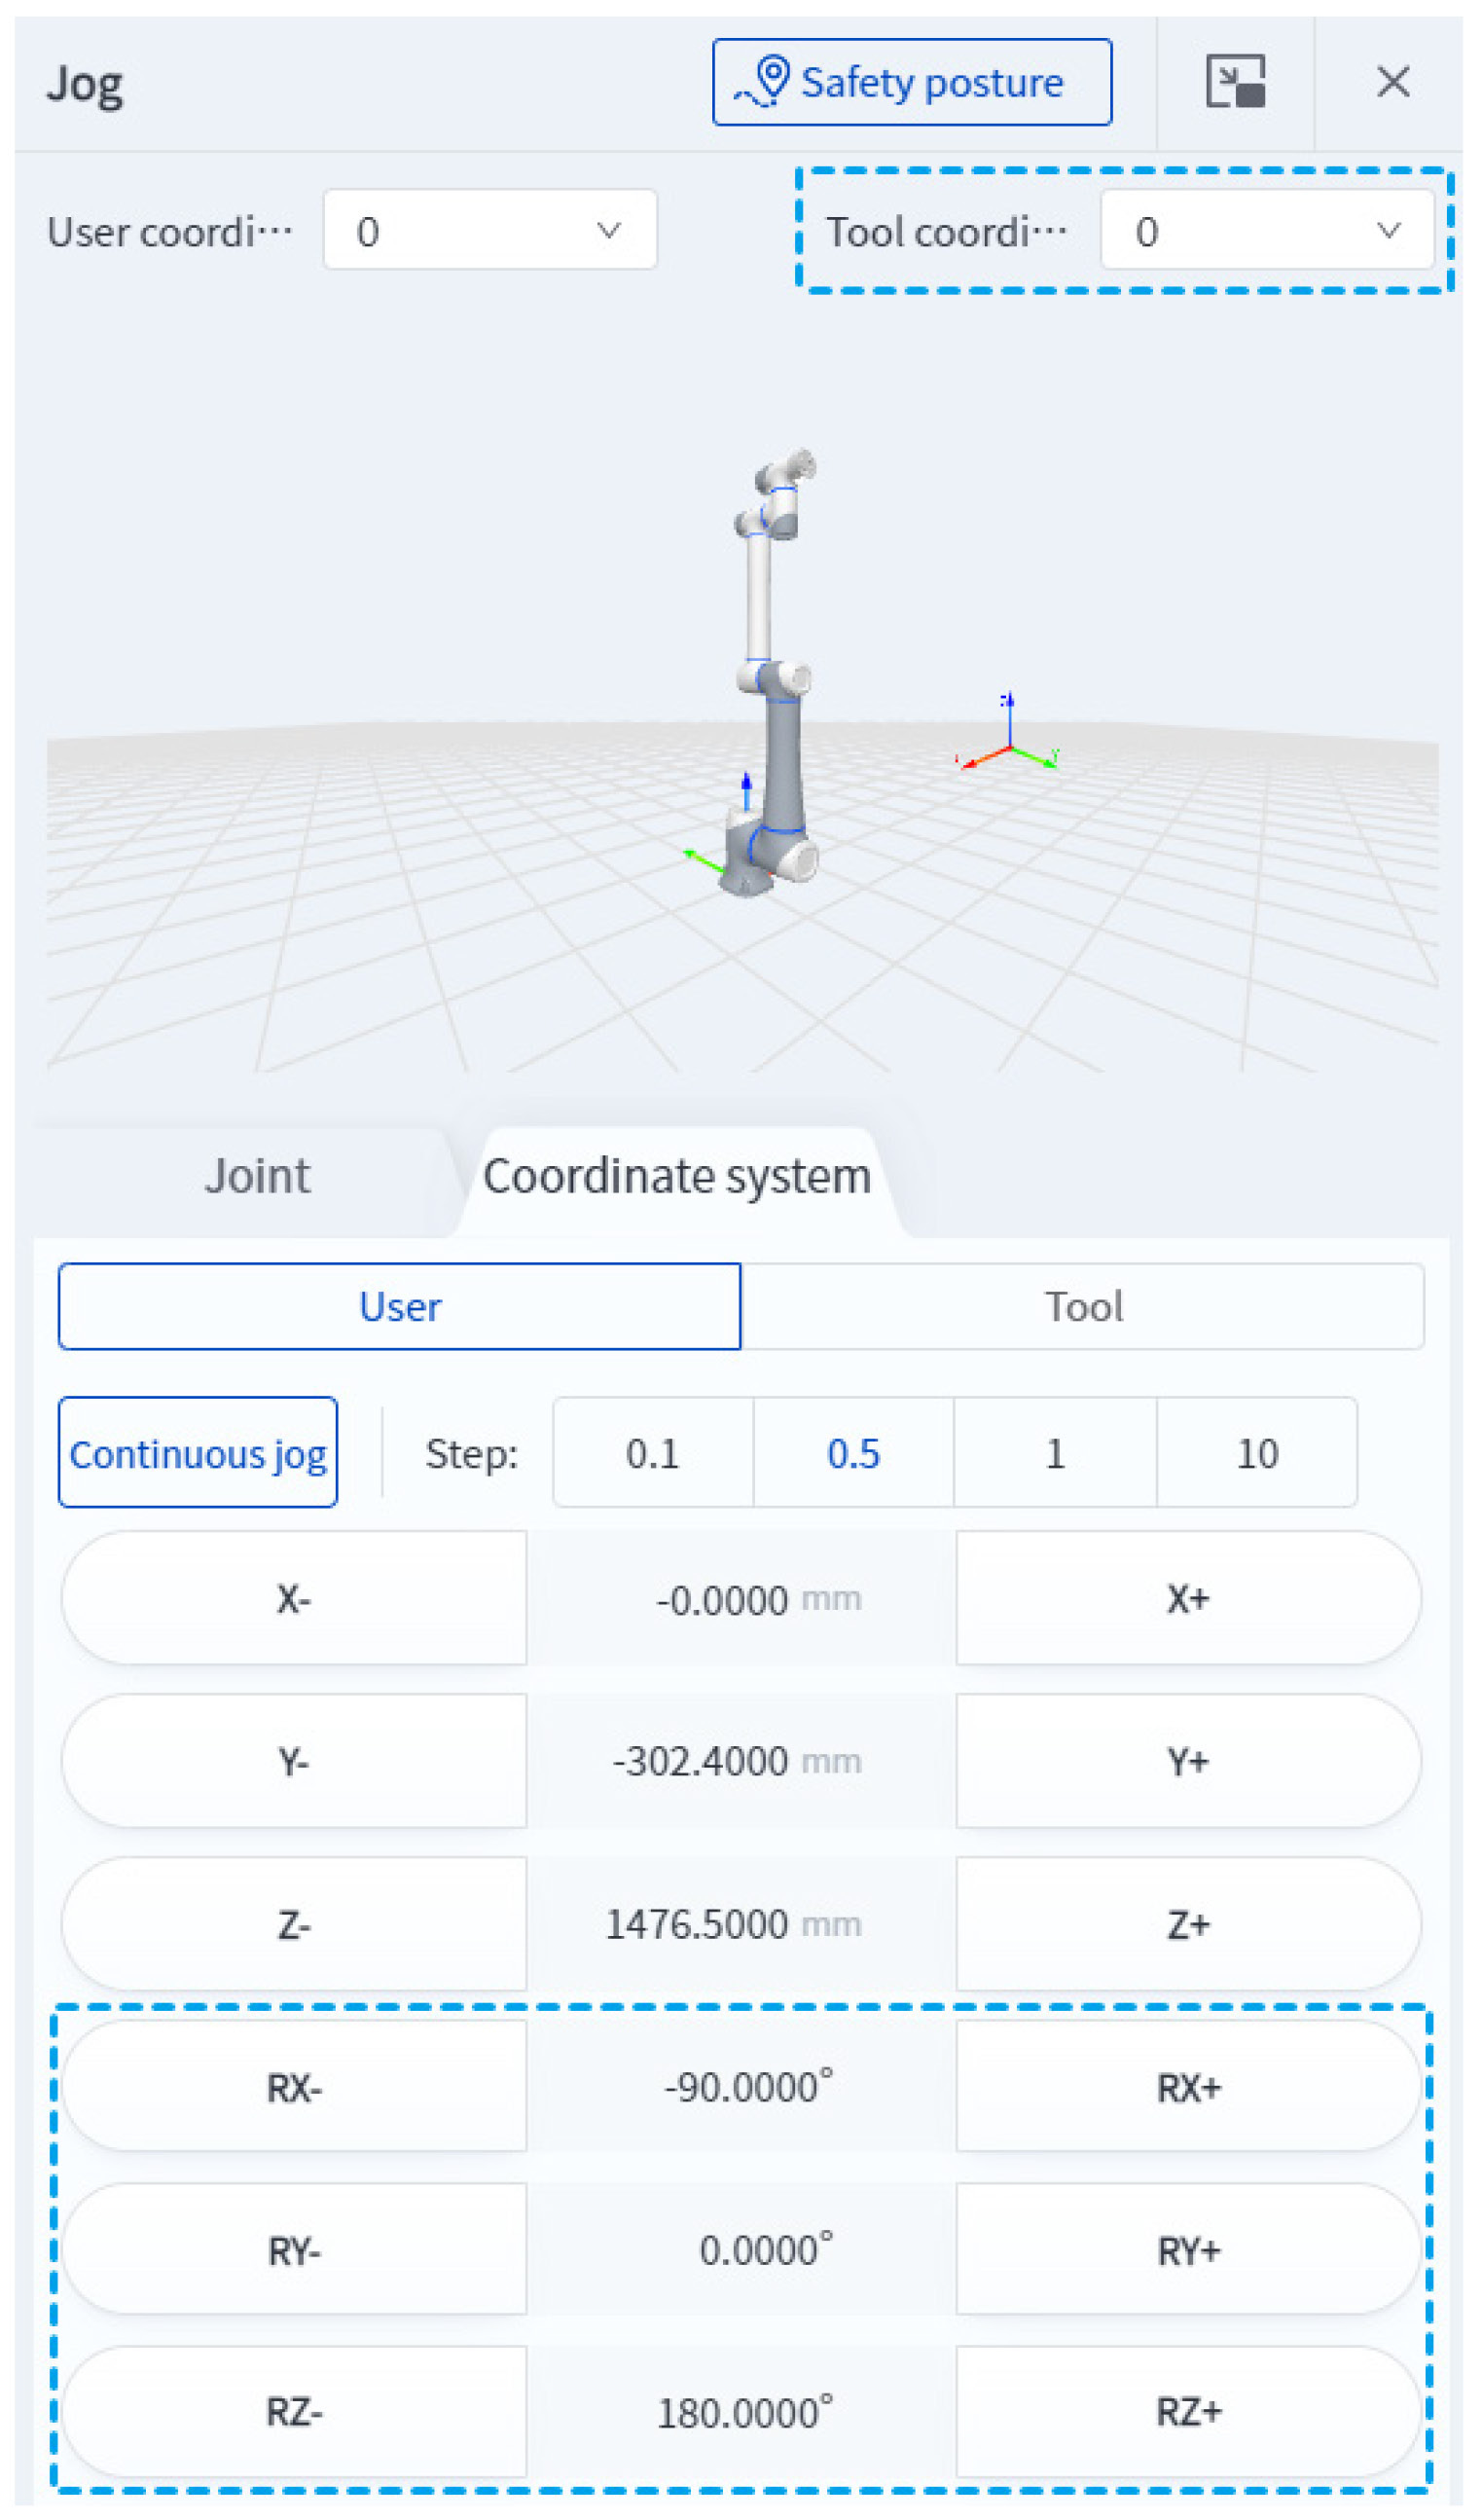 Jog
Safety posture
User coordi··· 0
Tool coordi··· 0
Joint
Coordinate system
User
Tool
Continuous jog
Step: 0.1 0.5 1 10
X- -0.0000 mm X+
Y- -302.4000 mm Y+
Z- 1476.5000 mm Z+
RX- -90.0000° RX+
RY- 0.0000° RY+
RZ- 180.0000° RZ+